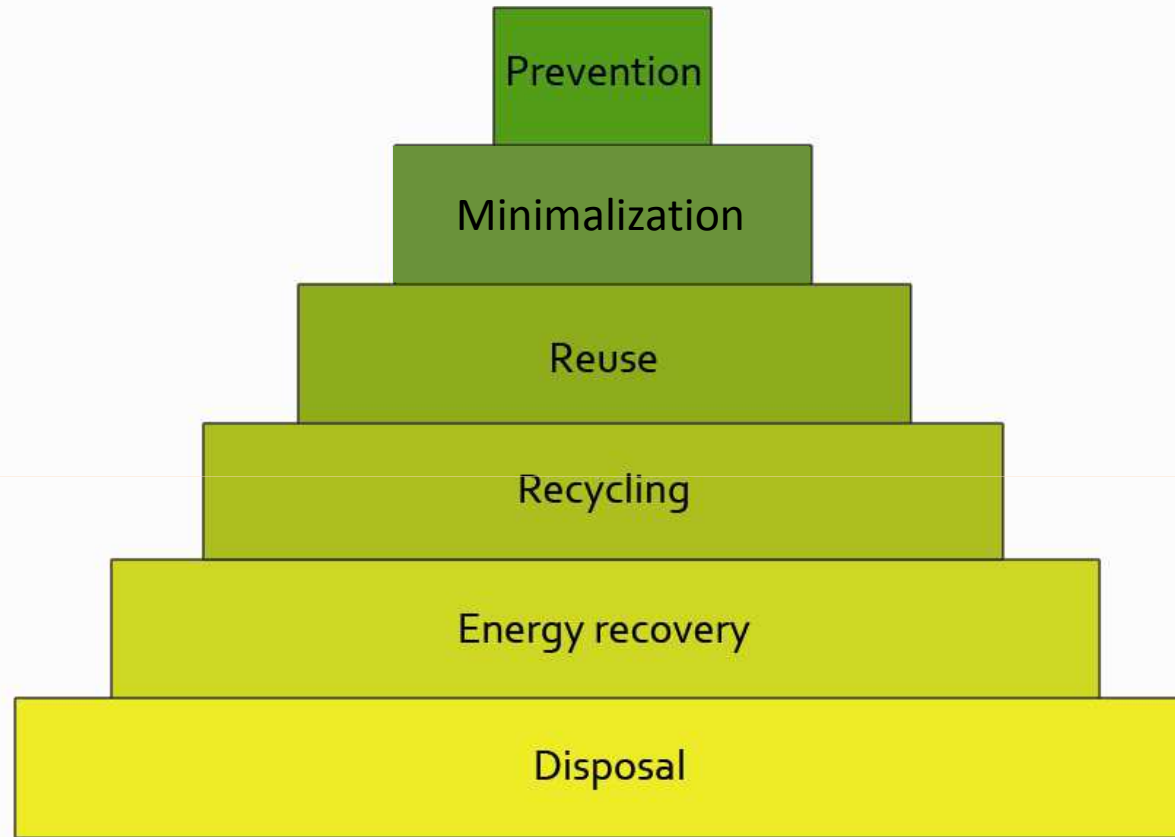 Prevention
Minimalization
Reuse
Recycling
Energy recovery
Disposal